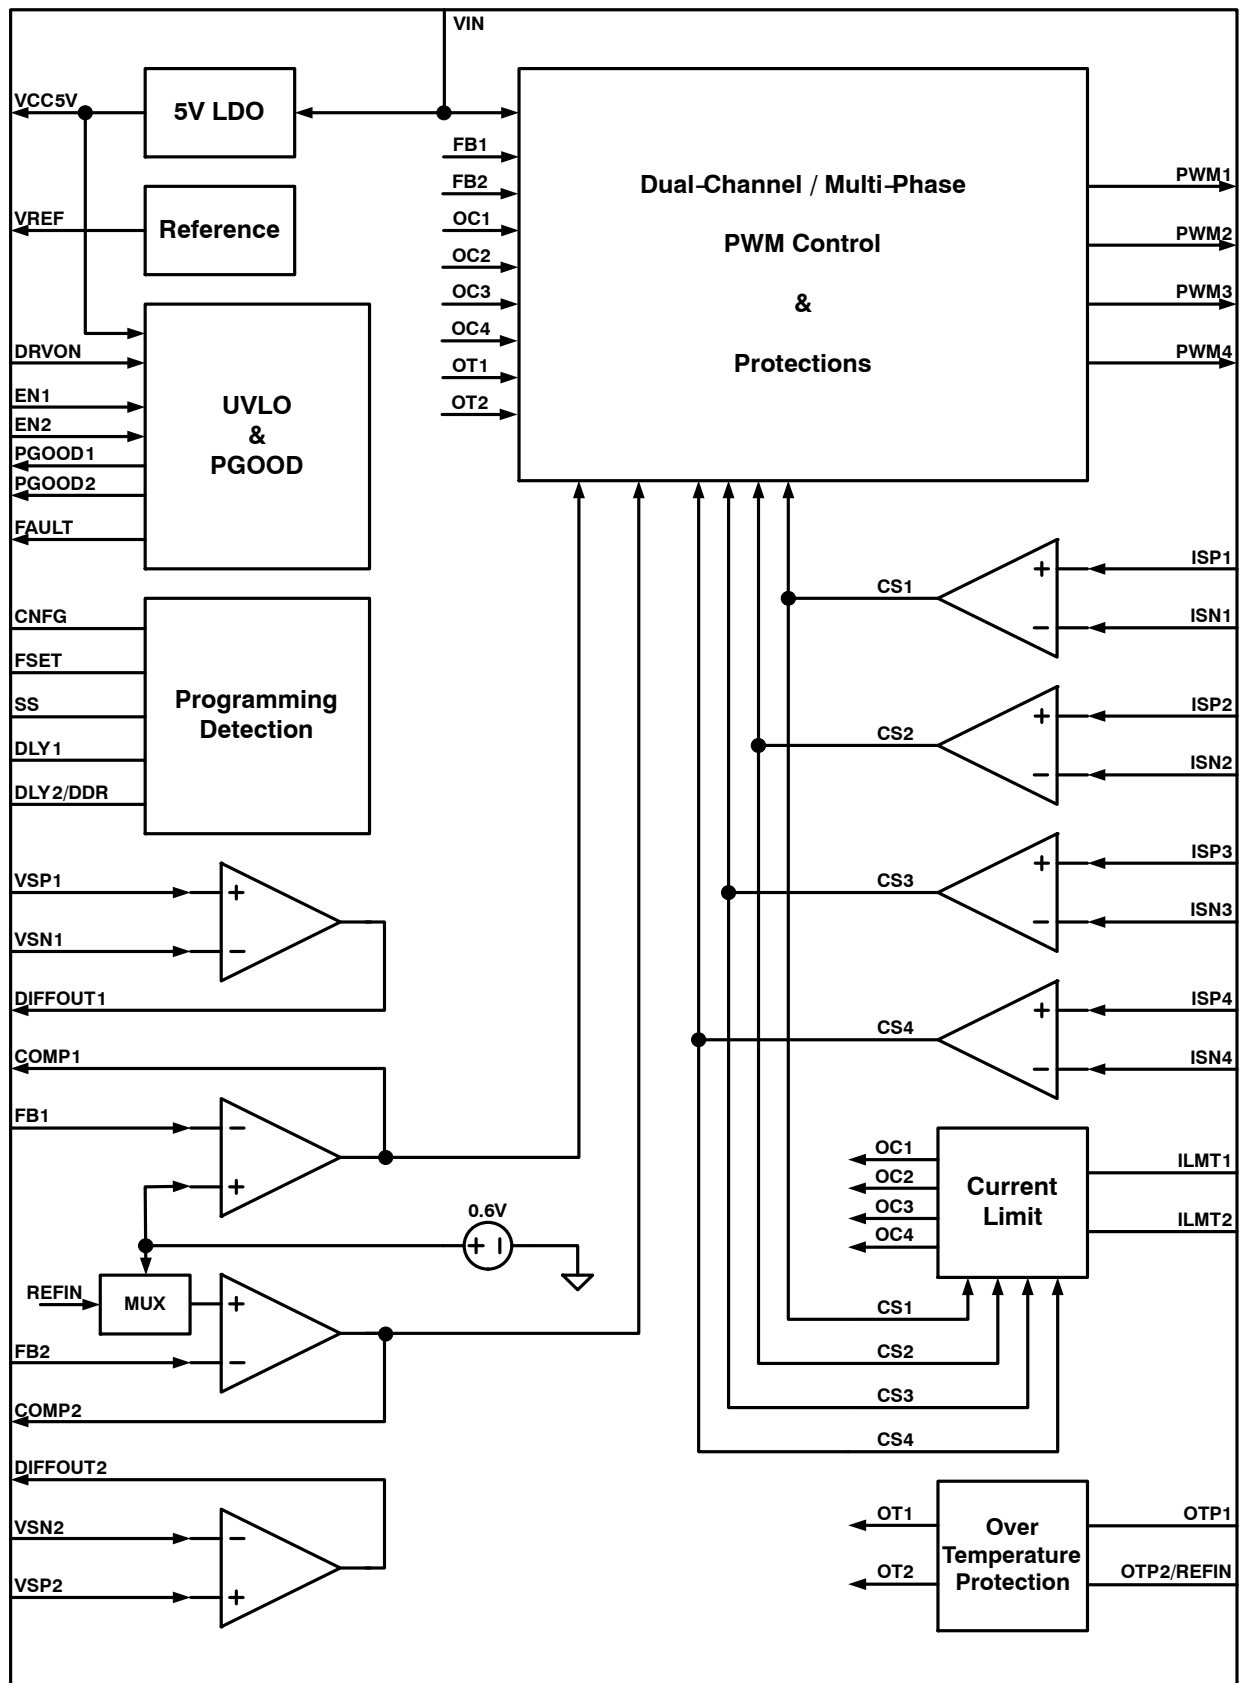 VIN
VCC5V
5V LDO
VREF
Reference
DRVON
EN1
EN2
PGOOD1
PGOOD2
FAULT
UVLO
&
PGOOD
FB1
FB2
OC1
OC2
OC3
OC4
OT1
OT2
Dual-Channel / Multi-Phase
PWM Control
&
Protections
PWM1
PWM2
PWM3
PWM4
CNFG
FSET
SS
DLY1
DLY2/DDR
Programming
Detection
CS1
+
−
ISP1
ISN1
CS2
+
−
ISP2
ISN2
CS3
+
−
ISP3
ISN3
CS4
+
−
ISP4
ISN4
VSP1
+
VSN1
−
DIFFOUT1
COMP1
FB1
−
+
0.6V
+
REFIN
MUX
+
FB2
−
COMP2
DIFFOUT2
VSN2
−
VSP2
+
OC1
OC2
OC3
OC4
Current
Limit
ILMT1
ILMT2
CS1
CS2
CS3
CS4
OT1
OT2
Over
Temperature
Protection
OTP1
OTP2/REFIN